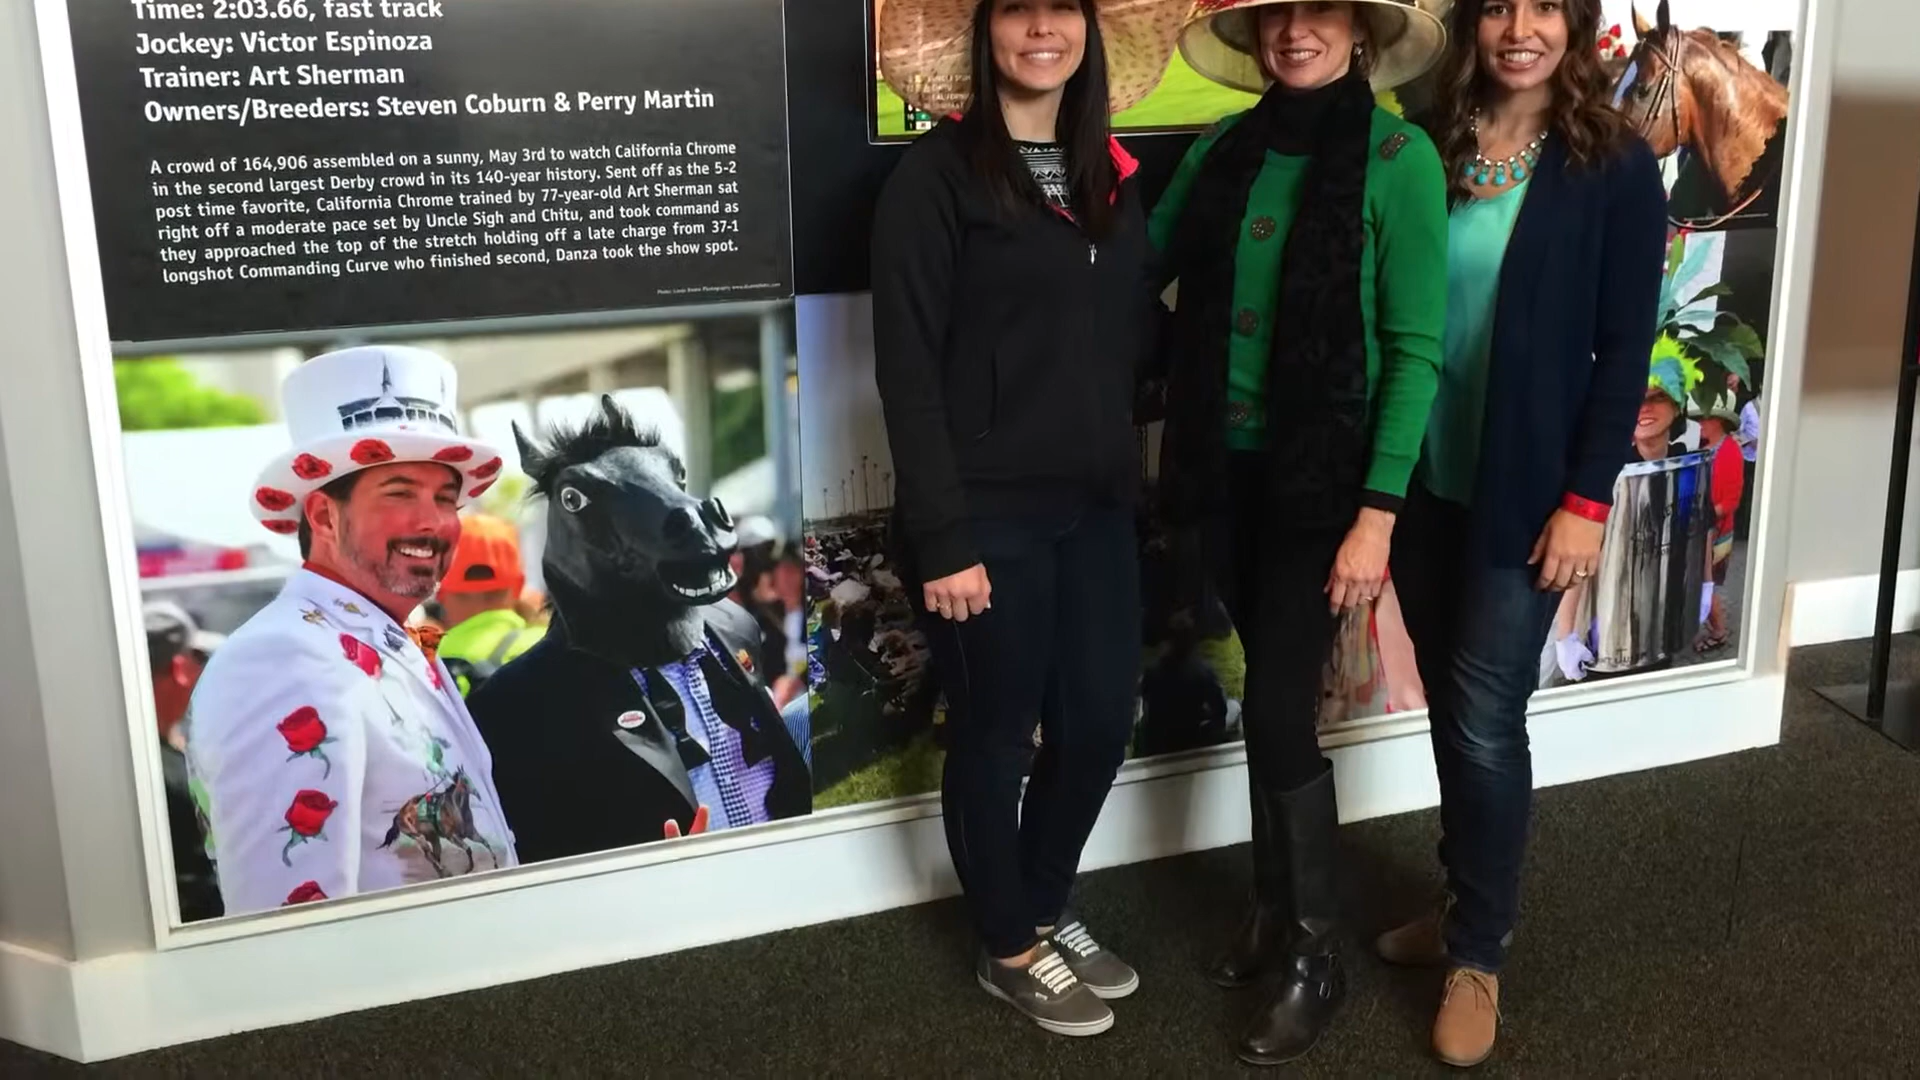 Time: 2:03.66, fast track
Jockey: Victor Espinoza
Trainer: Art Sherman
Owners/Breeders: Steven Coburn & Perry Martin
A crowd of 164,906 assembled on a sunny, May 3rd to watch California Chrome
in the second largest Derby crowd in its 140-year history. Sent off as the 5-2
post time favorite, California Chrome trained by 77-year-old Art Sherman sat
right off a moderate pace set by Uncle Sigh and Chitu, and took command as
they approached the top of the stretch holding off a late charge from 37-1
longshot Commanding Curve who finished second, Danza took the show spot.